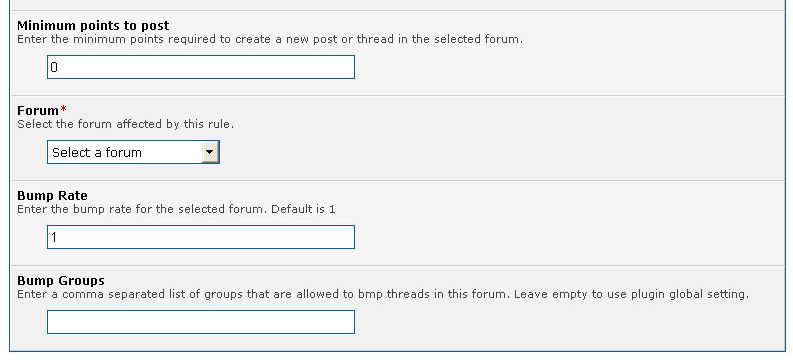 Minimum points to post
Enter the minimum points required to create a new post or thread in the selected forum.
0
Forum*
Select the forum affected by this rule.
Select a forum
Bump Rate
Enter the bump rate for the selected forum. Default is 1
1
Bump Groups
Enter a comma separated list of groups that are allowed to bmp threads in this forum. Leave empty to use plugin global setting.